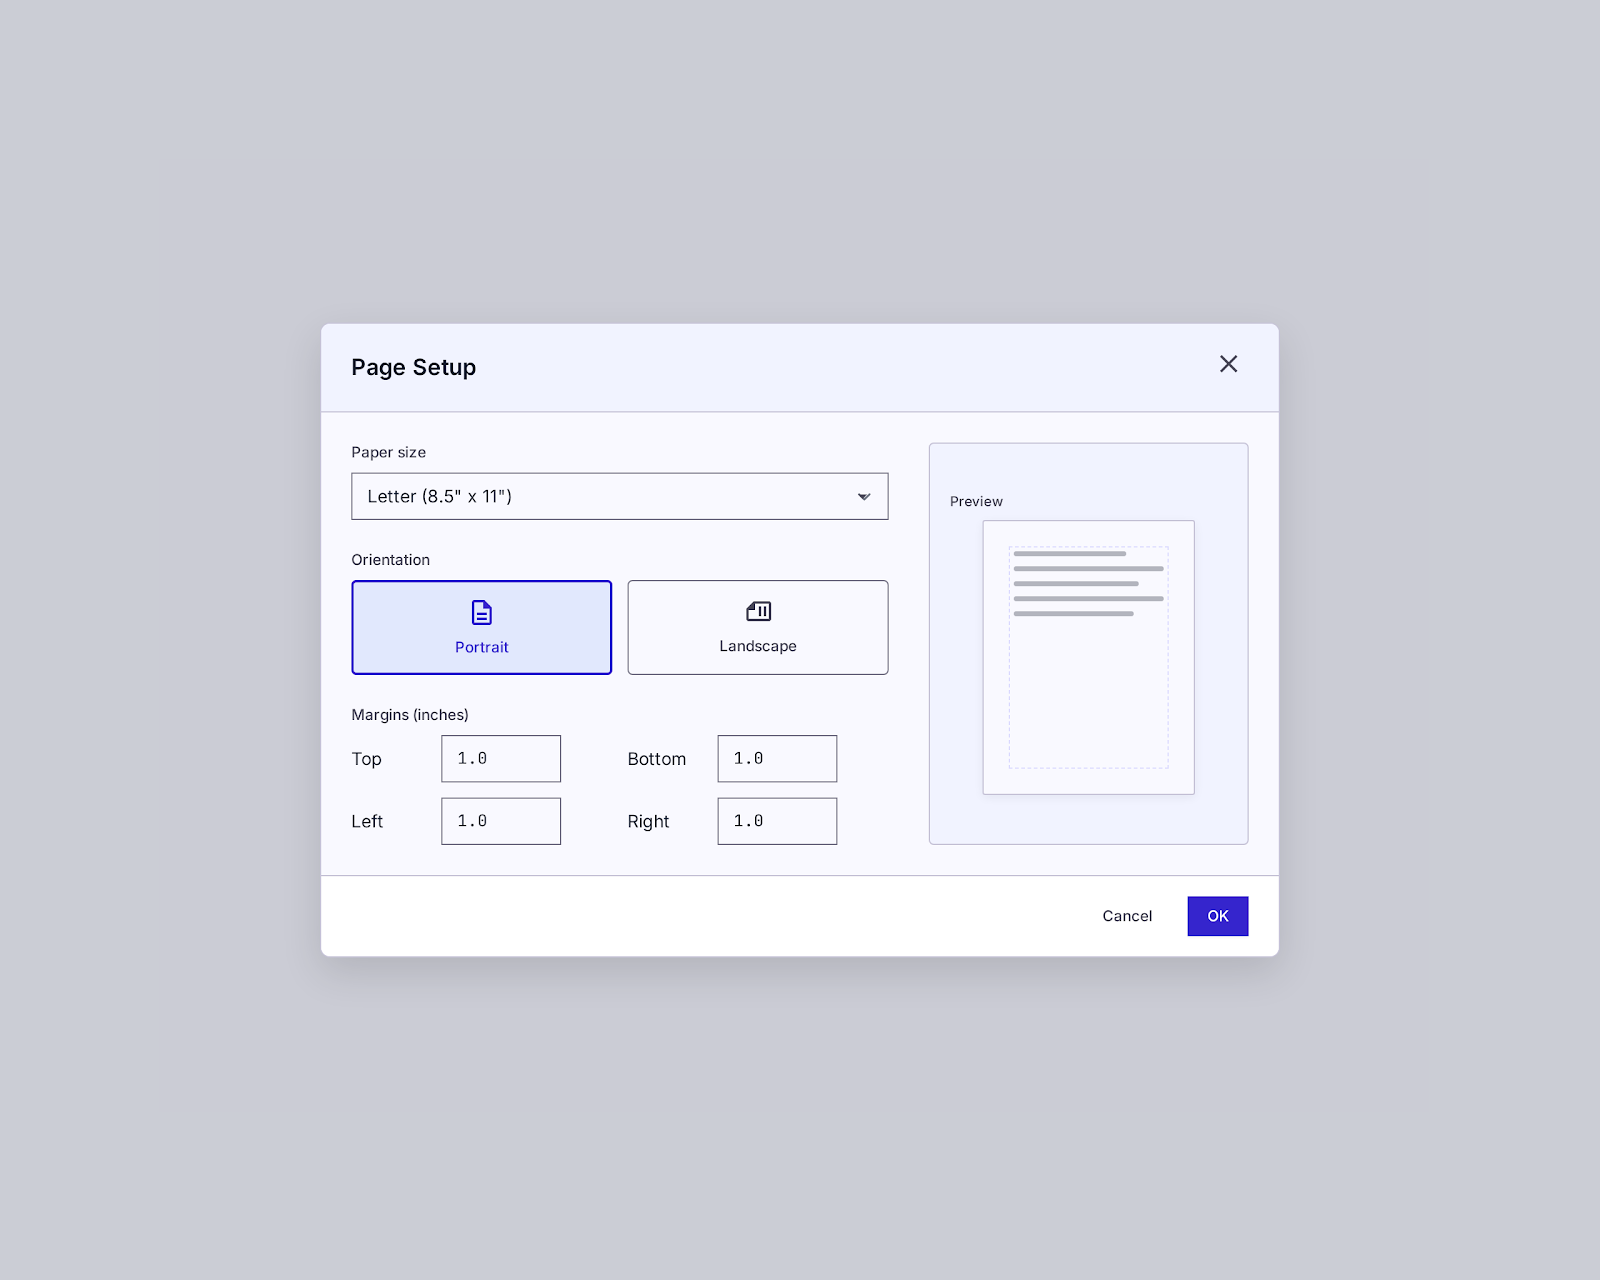 Page Setup
Paper size
Letter (8.5" x 11")
Orientation
Portrait
Landscape
Margins (inches)
Top 1.0 Bottom 1.0
Left 1.0 Right 1.0
Preview
Cancel OK